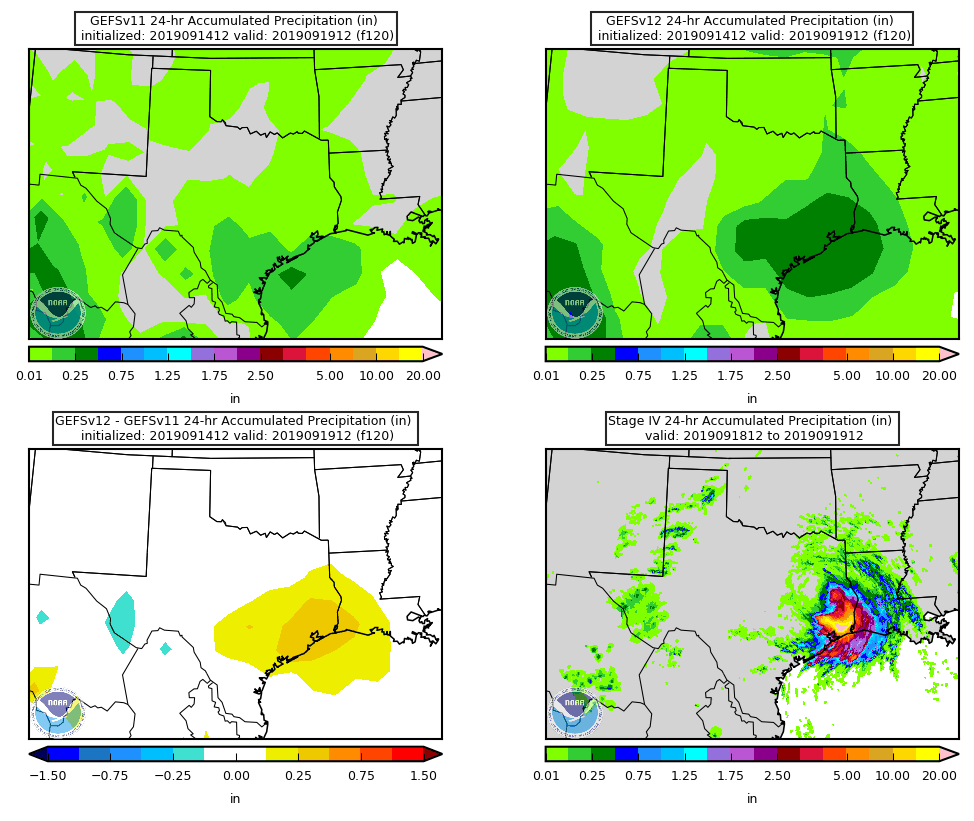 GEFSv11 24-hr Accumulated Precipitation (in)
initialized: 2019091412 valid: 2019091912 (f120)
GEFSv12 24-hr Accumulated Precipitation (in)
initialized: 2019091412 valid: 2019091912 (f120)
NOAA
NOAA
0.01 0.25 0.75 1.25 1.75 2.50 5.00 10.00 20.00
in
0.01 0.25 0.75 1.25 1.75 2.50 5.00 10.00 20.00
in
GEFSv12 - GEFSv11 24-hr Accumulated Precipitation (in)
initialized: 2019091412 valid: 2019091912 (f120)
Stage IV 24-hr Accumulated Precipitation (in)
valid: 2019091812 to 2019091912
NOAA
NOAA
−1.50 −0.75 −0.25 0.00 0.25 0.75 1.50
in
0.01 0.25 0.75 1.25 1.75 2.50 5.00 10.00 20.00
in